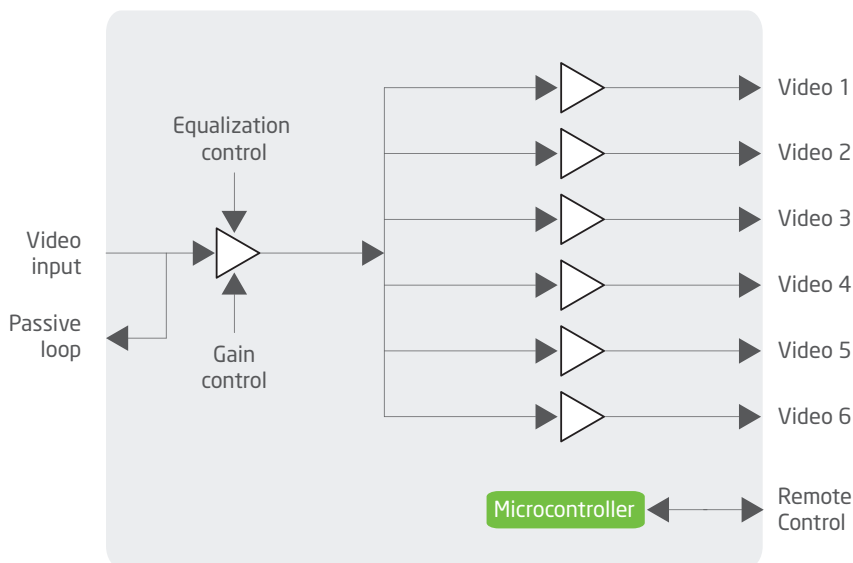 Equalization
control
Video
input
Passive
loop
Gain
control
Video 1
Video 2
Video 3
Video 4
Video 5
Video 6
Microcontroller
Remote
Control